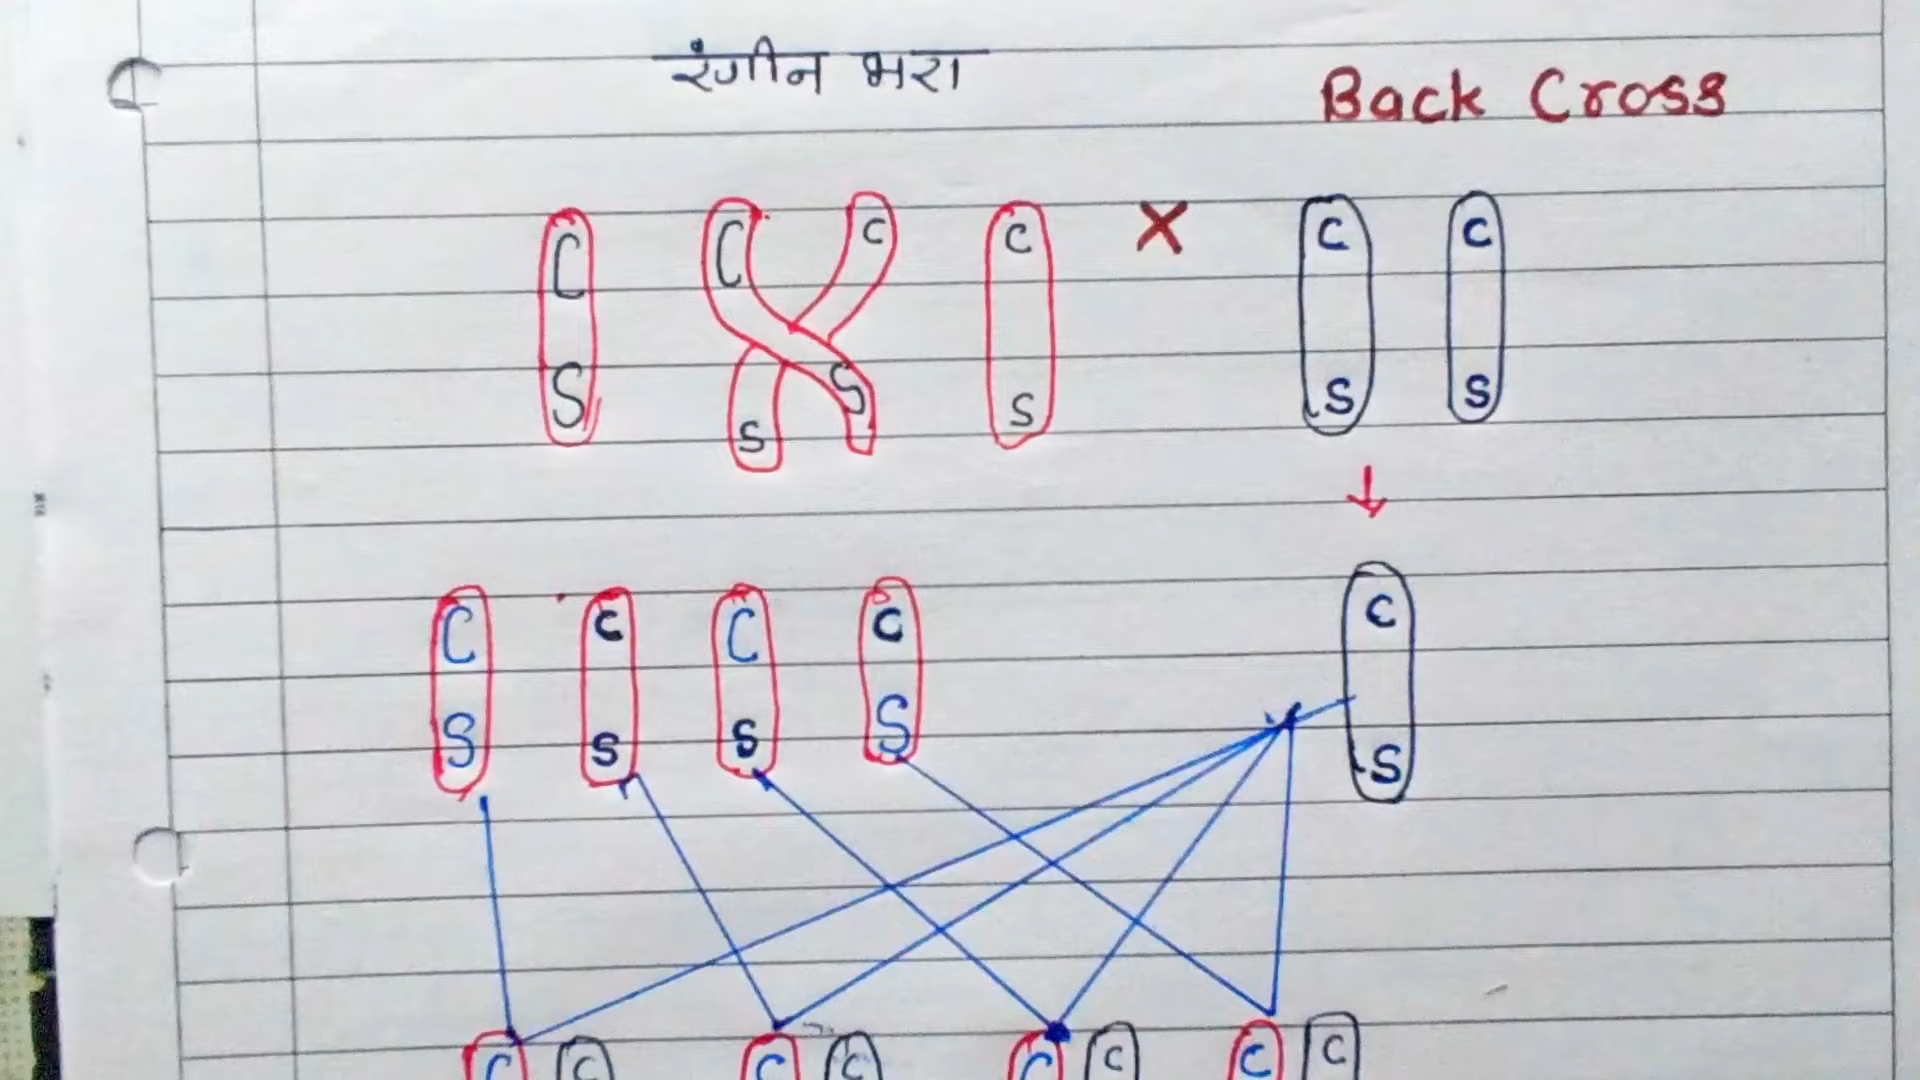 रंगीन भरा
Back Cross
C C c c × c c
S s S s s s
C c C c c
S s s S s
C c C c C c C c